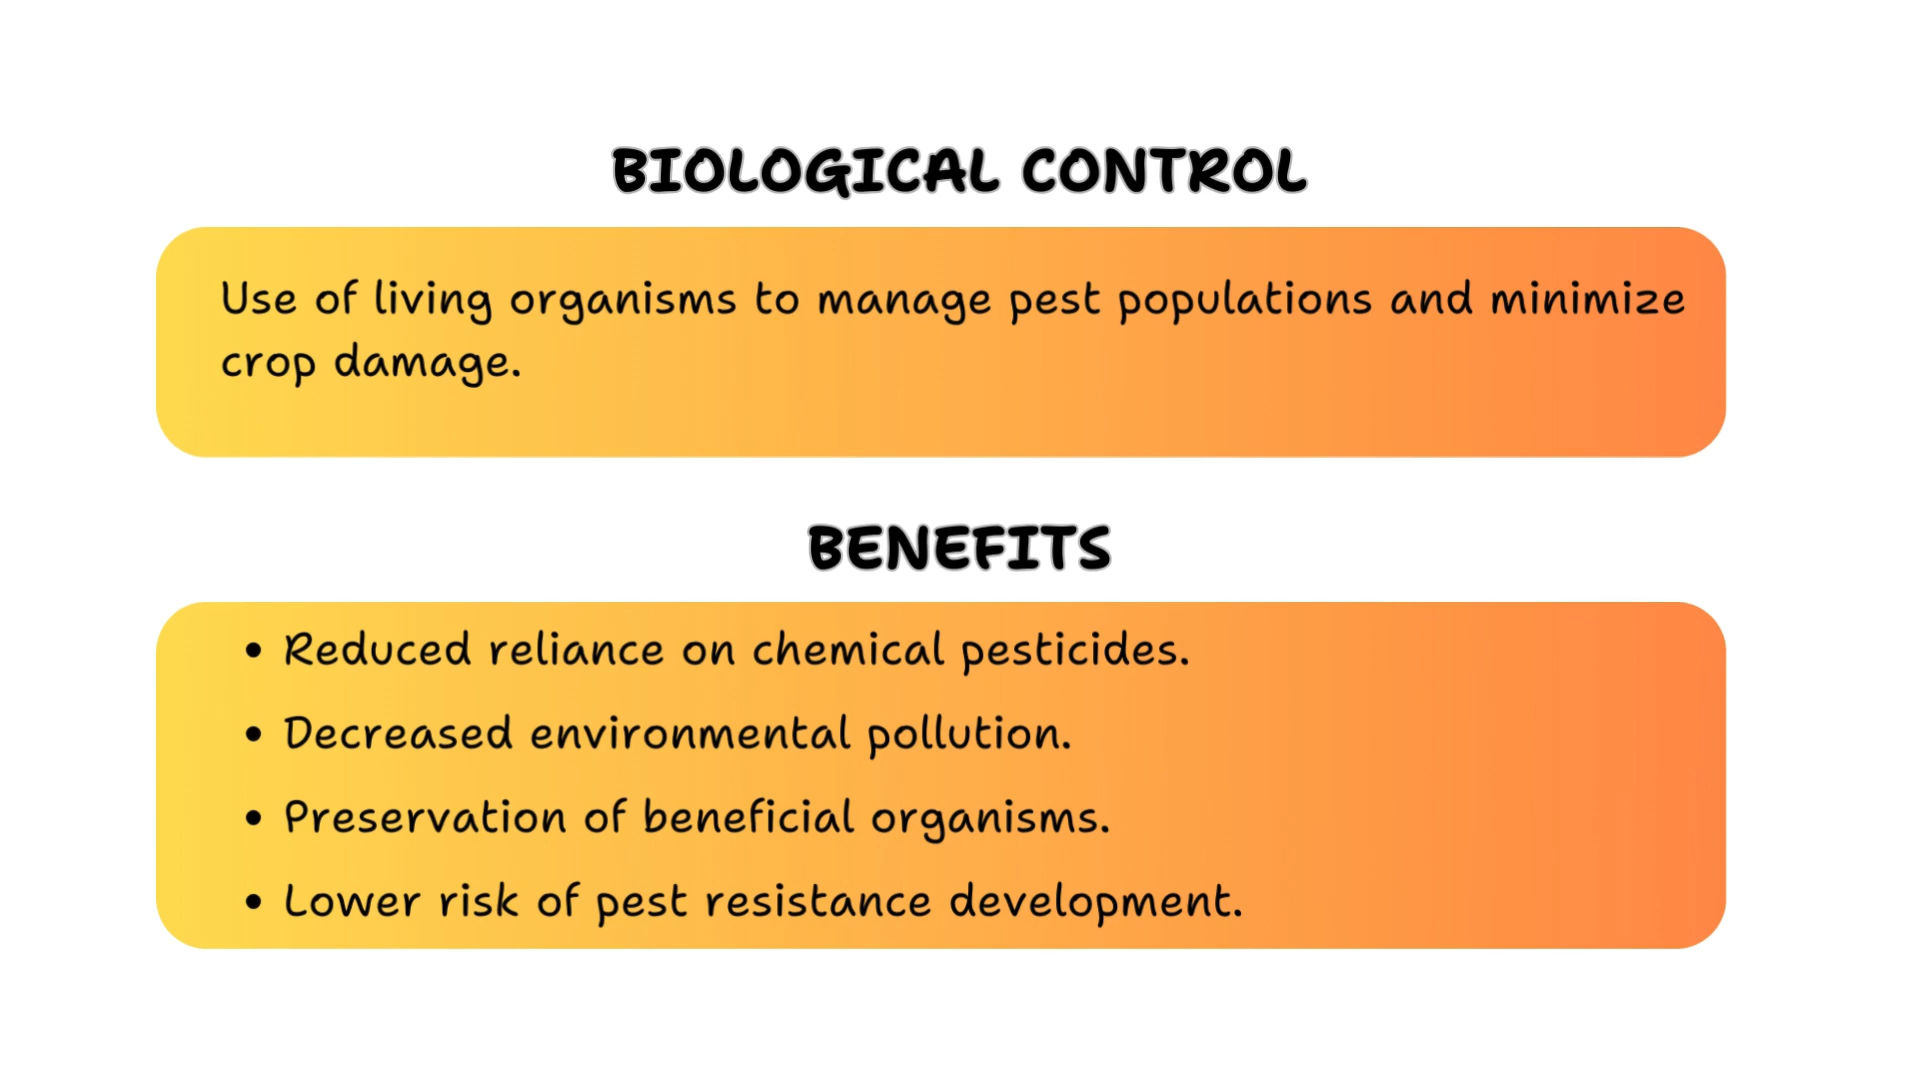 BIOLOGICAL CONTROL
Use of living organisms to manage pest populations and minimize
crop damage.
BENEFITS
• Reduced reliance on chemical pesticides.
• Decreased environmental pollution.
• Preservation of beneficial organisms.
• Lower risk of pest resistance development.